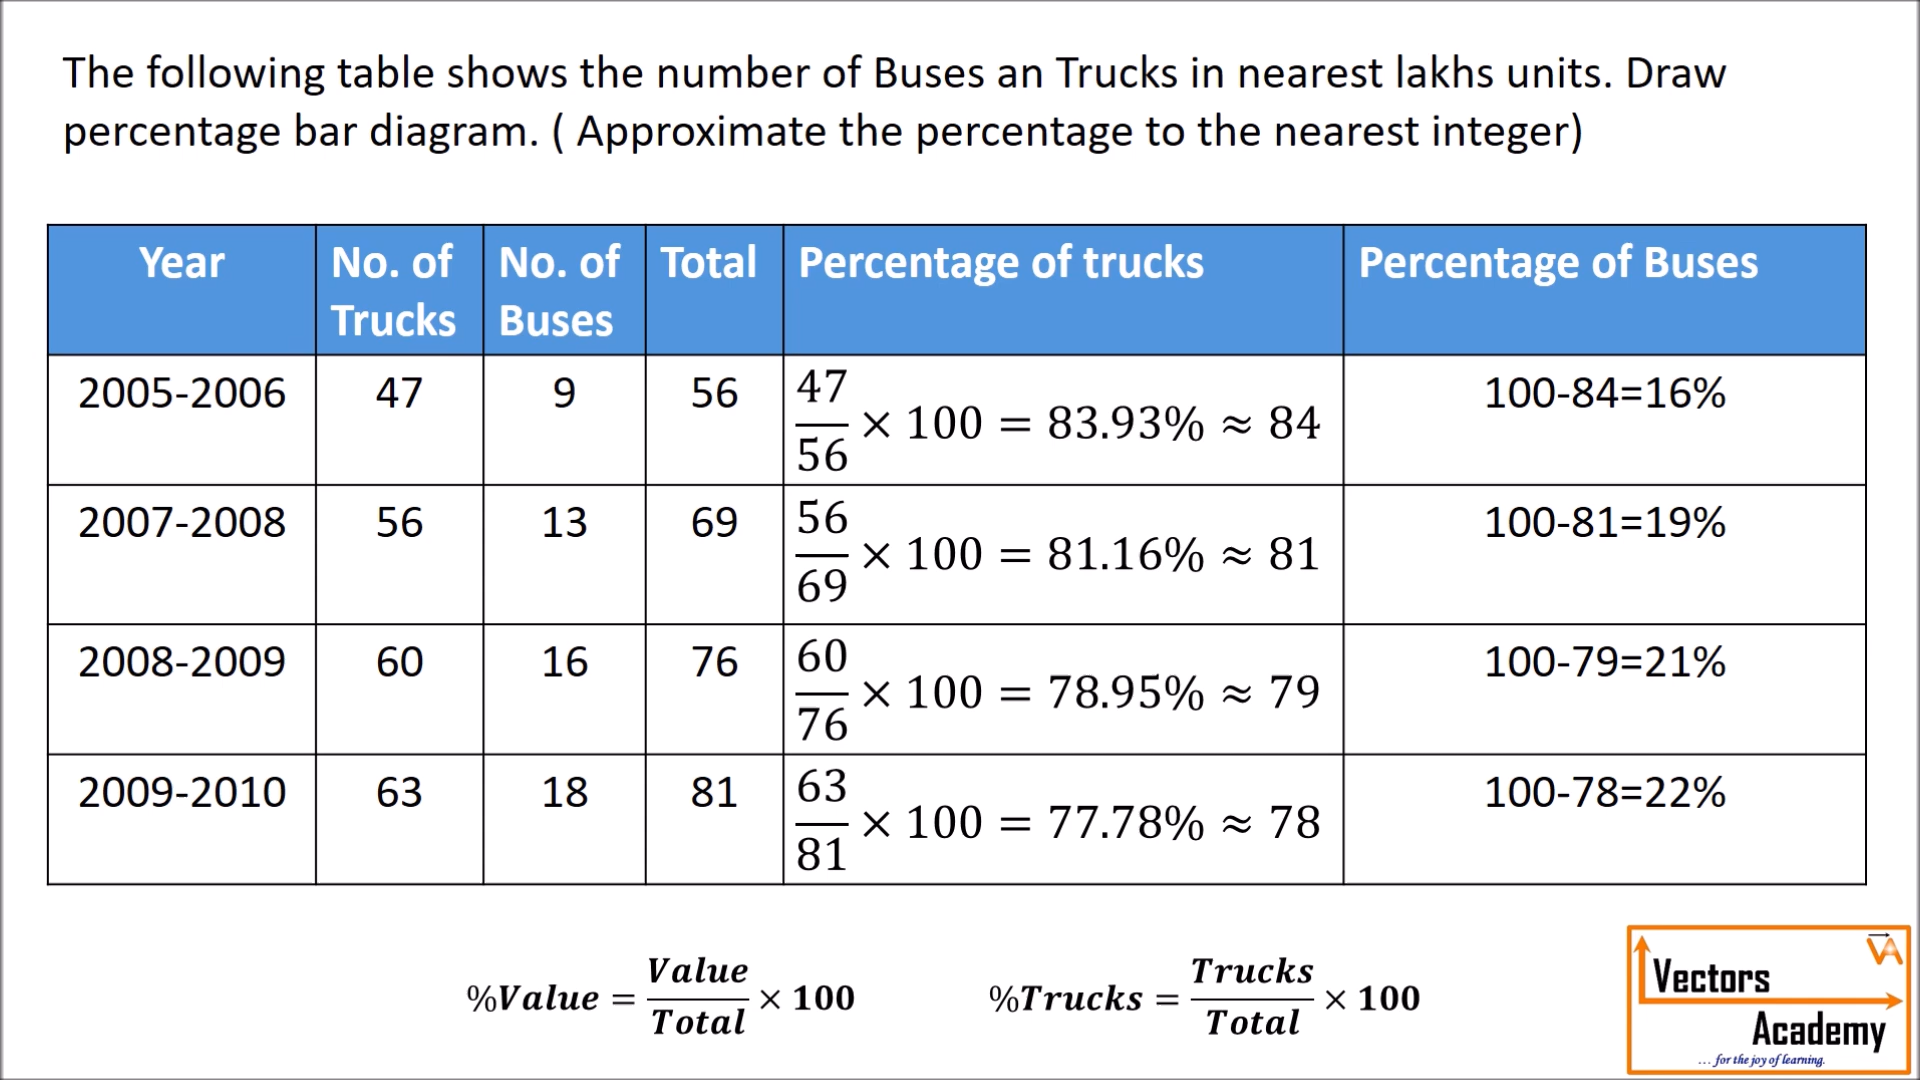 The following table shows the number of Buses an Trucks in nearest lakhs units. Draw
percentage bar diagram. ( Approximate the percentage to the nearest integer)
Year | No. of Trucks | No. of Buses | Total | Percentage of trucks | Percentage of Buses
2005-2006 | 47 | 9 | 56 | 47/56 × 100 = 83.93% ≈ 84 | 100-84=16%
2007-2008 | 56 | 13 | 69 | 56/69 × 100 = 81.16% ≈ 81 | 100-81=19%
2008-2009 | 60 | 16 | 76 | 60/76 × 100 = 78.95% ≈ 79 | 100-79=21%
2009-2010 | 63 | 18 | 81 | 63/81 × 100 = 77.78% ≈ 78 | 100-78=22%
%Value = Value/Total × 100
%Trucks = Trucks/Total × 100
VA
Vectors
Academy
... for the joy of learning.